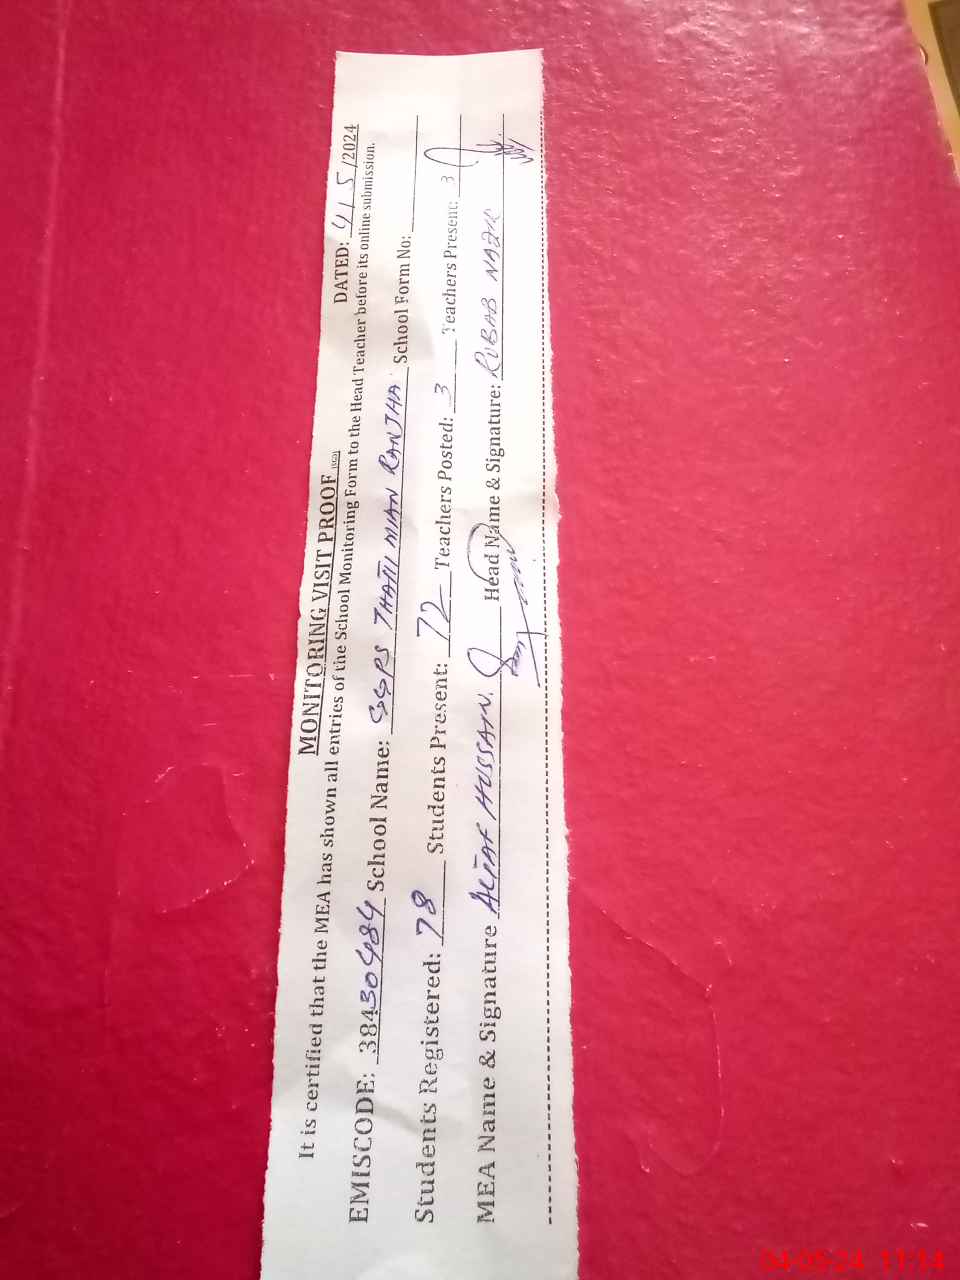 MONITORING VISIT PROOF DATED: 4/5/2024
It is certified that the MEA has shown all entries of the School Monitoring Form to the Head Teacher before its online submission.
EMISCODE: 38430484 School Name: GGPS THATTI MIAN RANJHA School Form No:
Students Registered: 78 Students Present: 72 Teachers Posted: 3 Teachers Present: 3
MEA Name & Signature ALTAF HUSSAIN. Head Name & Signature: RUBAB NAZIR
04-05-24 11:14